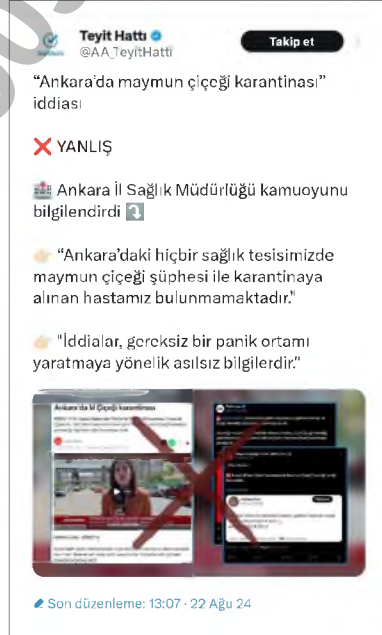 Teyit Hattı
@AA_TeyitHatti
Takip et
“Ankara’da maymun çiçeği karantinası”
iddiası
❌ YANLIŞ
🏥 Ankara İl Sağlık Müdürlüğü kamuoyunu
bilgilendirdi ⤵️
👉🏻 “Ankara’daki hiçbir sağlık tesisimizde
maymun çiçeği şüphesi ile karantinaya
alınan hastamız bulunmamaktadır.”
👉🏻 "İddialar, gereksiz bir panik ortamı
yaratmaya yönelik asılsız bilgilerdir."
Ankara'da M Çiçeği karantinası
Son düzenleme: 13:07 · 22 Ağu 24